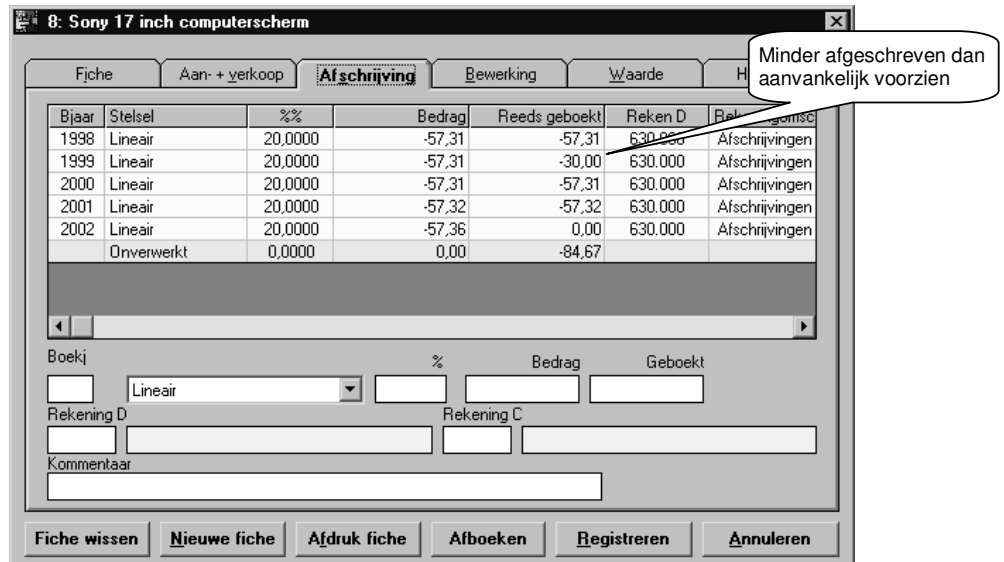 8: Sony 17 inch computerscherm
Minder afgeschreven dan
aanvankelijk voorzien
Fiche Aan- + verkoop Afschrijving Bewerking Waarde H
Bjaar Stelsel %% Bedrag Reeds geboekt Reken D
1998 Lineair 20,0000 -57,31 -57,31 630.000 Afschrijvingen
1999 Lineair 20,0000 -57,31 -30,00 630.000 Afschrijvingen
2000 Lineair 20,0000 -57,31 -57,31 630.000 Afschrijvingen
2001 Lineair 20,0000 -57,32 -57,32 630.000 Afschrijvingen
2002 Lineair 20,0000 -57,36 0,00 630.000 Afschrijvingen
Onverwerkt 0,0000 0,00 -84,67
Boekj % Bedrag Geboekt
Lineair
Rekening D Rekening C
Kommentaar
Fiche wissen Nieuwe fiche Afdruk fiche Afboeken Registreren Annuleren